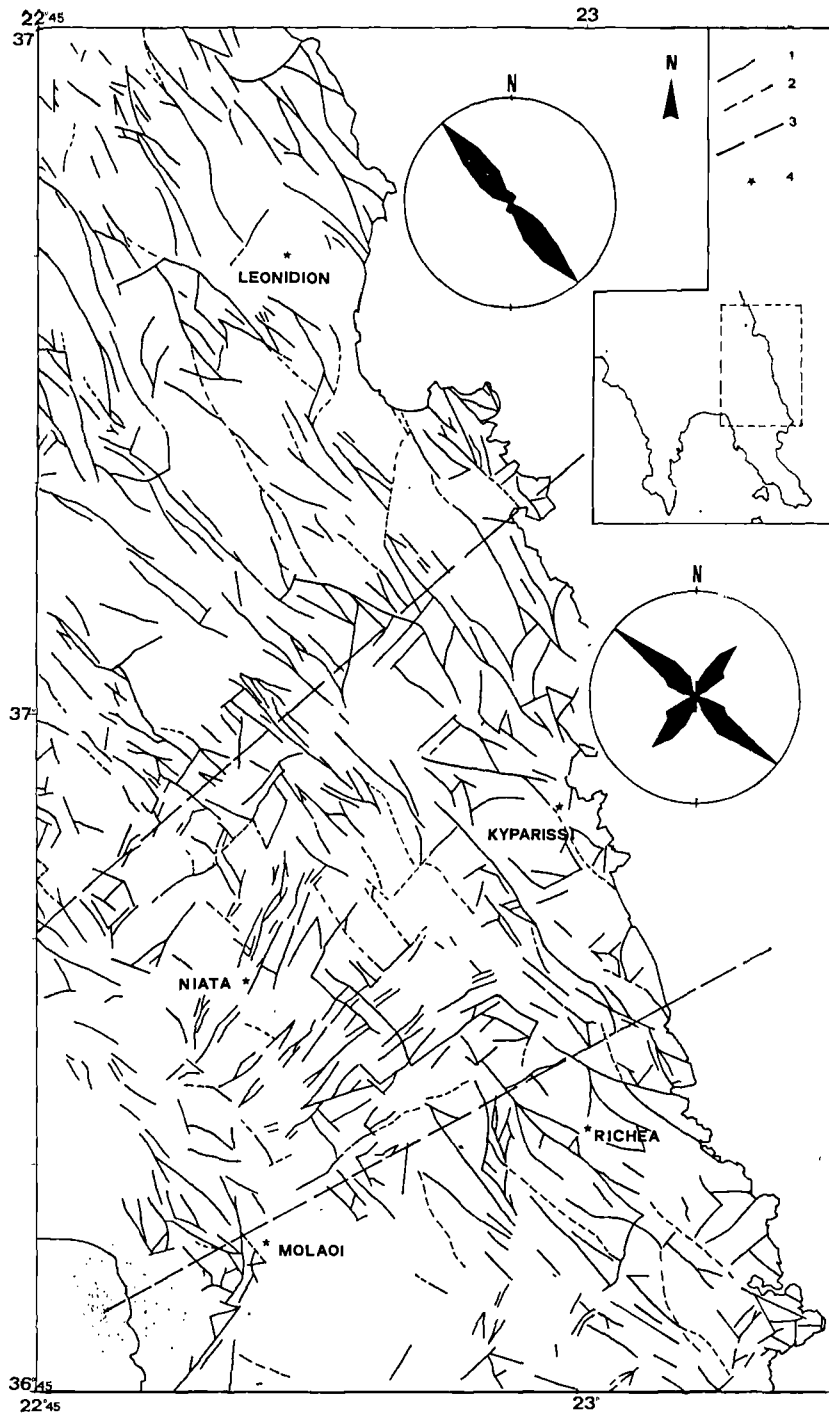 22°45
23
37
N
N
1
2
3
4
LEONIDION
N
37°
KYPARISSI
NIATA
RICHEA
MOLAOI
36°45
22°45
23°